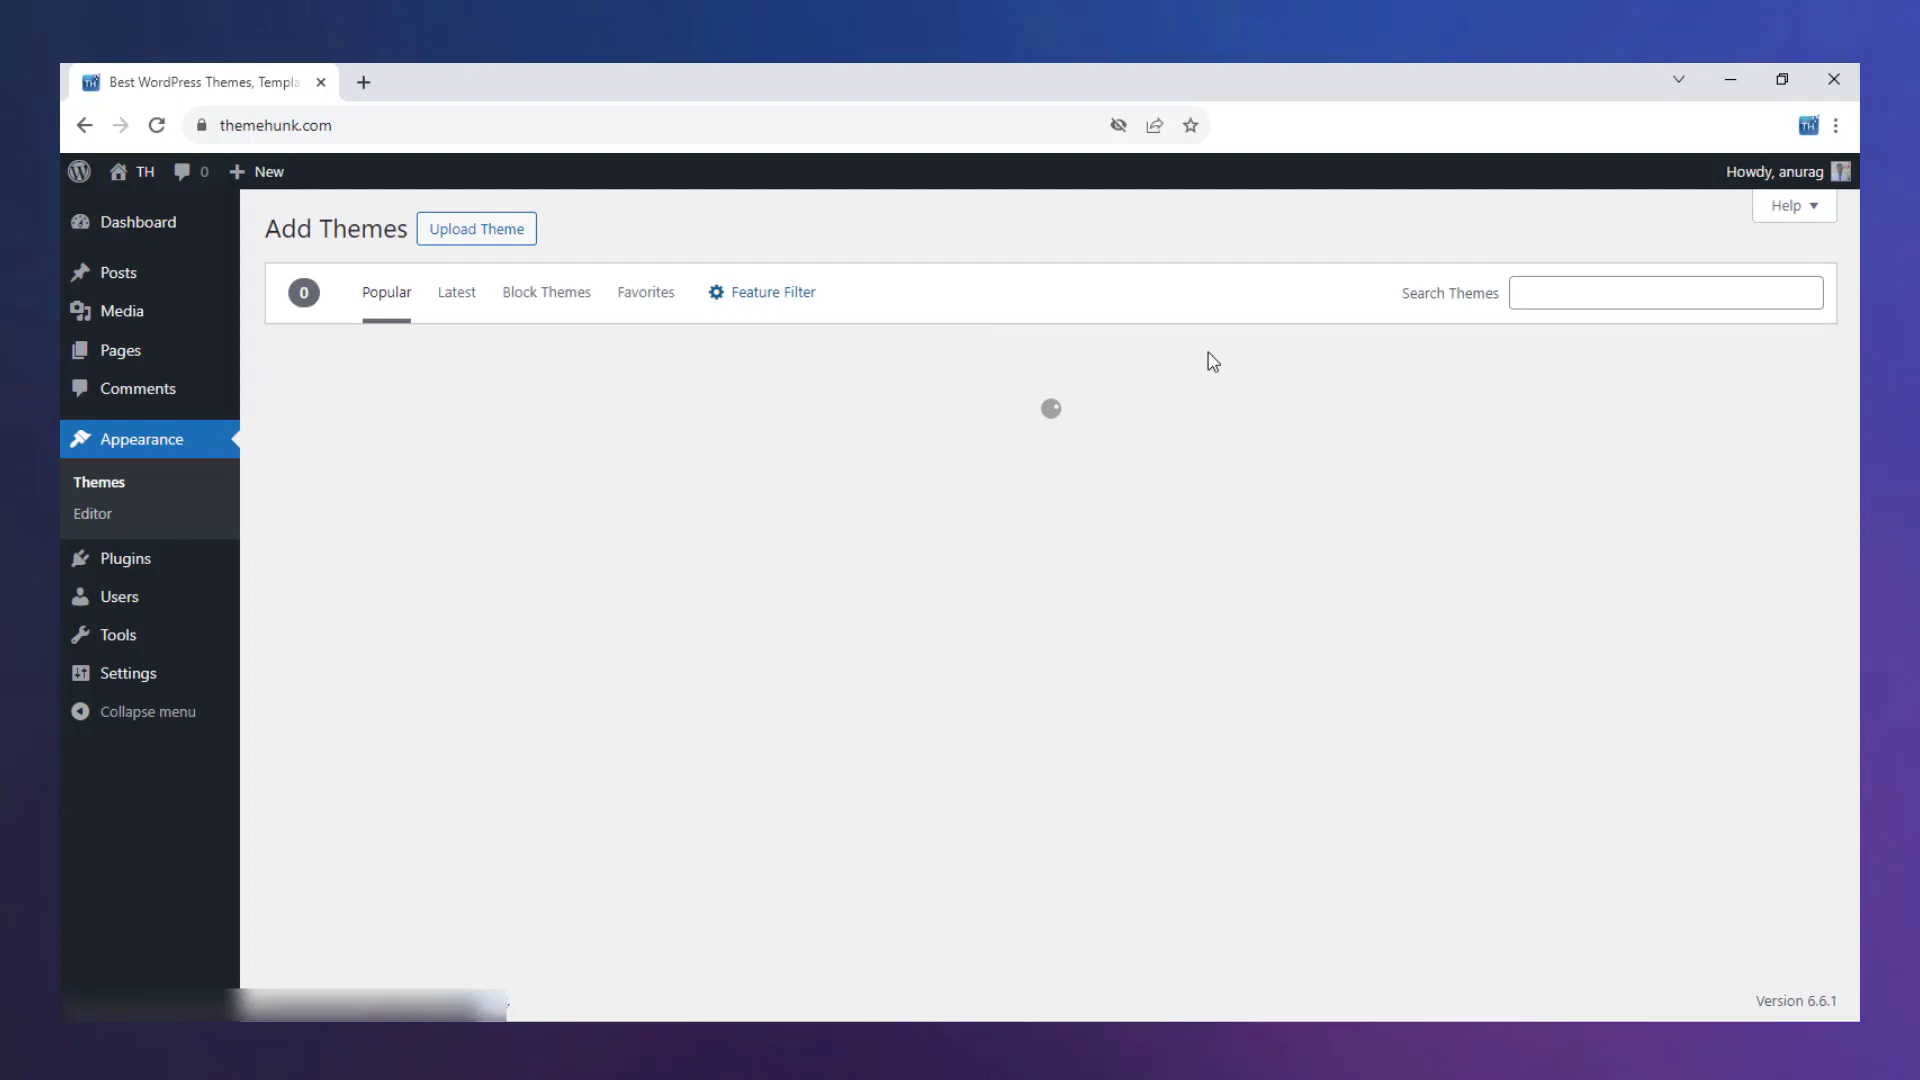 Best WordPress Themes, Templa
themehunk.com
TH 0 New
Howdy, anurag
Dashboard
Posts
Media
Pages
Comments
Appearance
Themes
Editor
Plugins
Users
Tools
Settings
Collapse menu
Add Themes Upload Theme
Help
0 Popular Latest Block Themes Favorites Feature Filter
Search Themes
Version 6.6.1